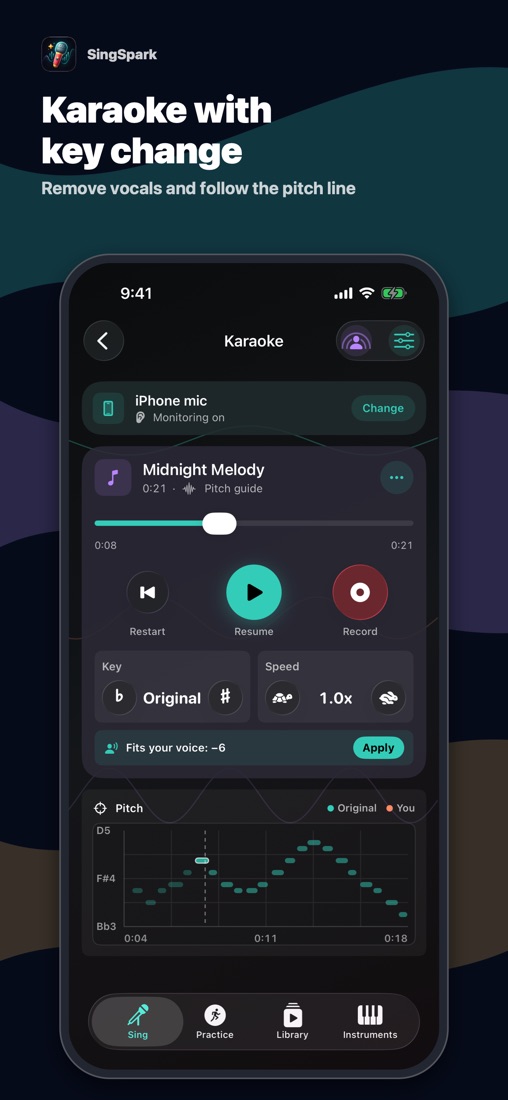 SingSpark
Karaoke with
key change
Remove vocals and follow the pitch line
9:41
Karaoke
iPhone mic
Monitoring on
Change
Midnight Melody
0:21 · Pitch guide
0:08
0:21
Restart
Resume
Record
Key
♭ Original ♯
Speed
1.0x
Fits your voice: −6
Apply
Pitch
Original
You
D5
F#4
Bb3
0:04
0:11
0:18
Sing
Practice
Library
Instruments